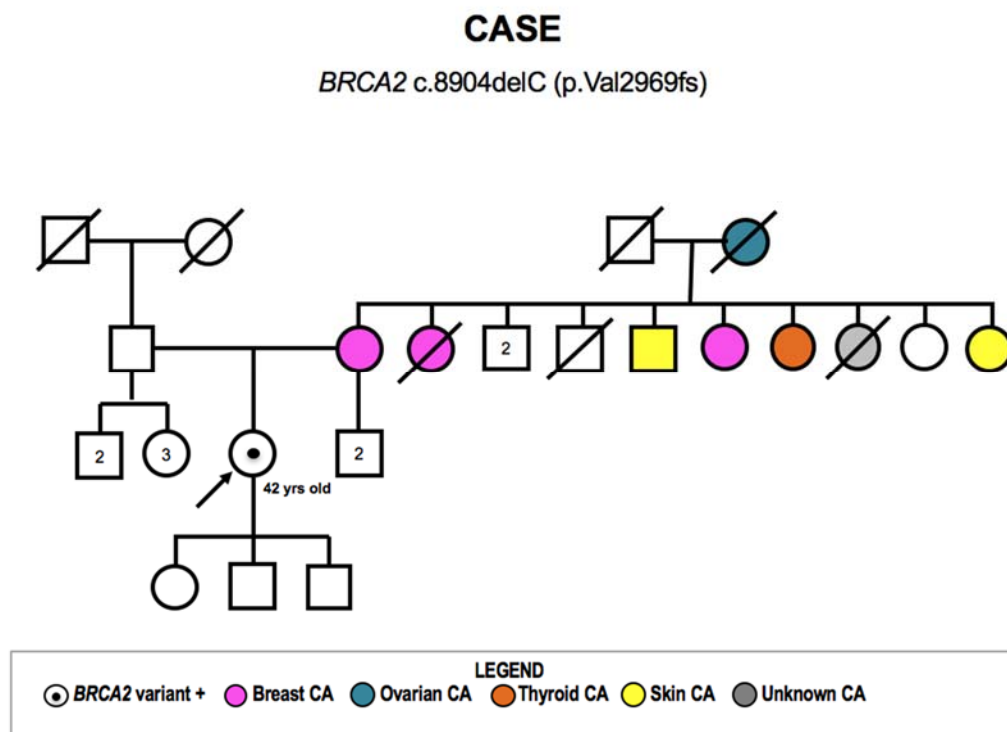 CASE
BRCA2 c.8904delC (p.Val2969fs)
2
2
3
2
42 yrs old
LEGEND
BRCA2 variant + Breast CA Ovarian CA Thyroid CA Skin CA Unknown CA